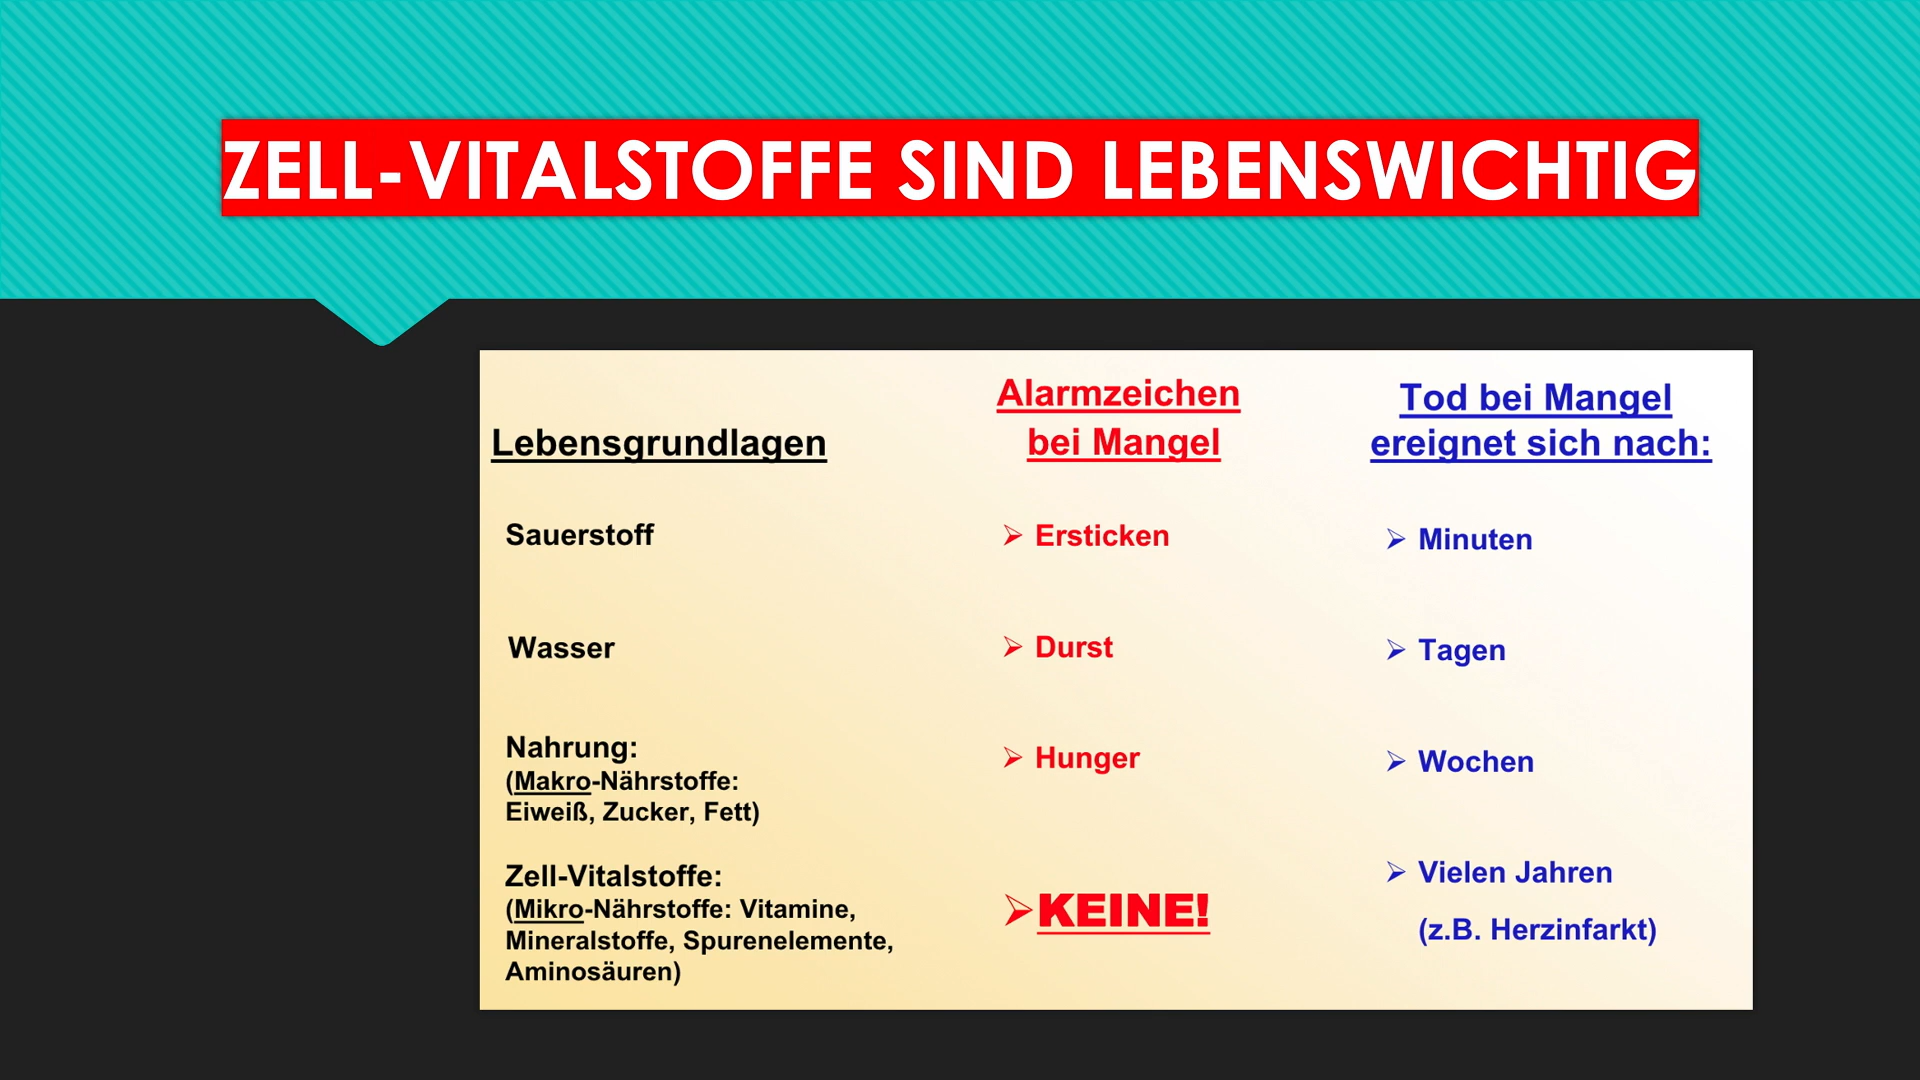 ZELL-VITALSTOFFE SIND LEBENSWICHTIG
Lebensgrundlagen
Alarmzeichen
bei Mangel
Tod bei Mangel
ereignet sich nach:
Sauerstoff
➢ Ersticken
➢ Minuten
Wasser
➢ Durst
➢ Tagen
Nahrung:
(Makro-Nährstoffe:
Eiweiß, Zucker, Fett)
➢ Hunger
➢ Wochen
Zell-Vitalstoffe:
(Mikro-Nährstoffe: Vitamine,
Mineralstoffe, Spurenelemente,
Aminosäuren)
➢ KEINE!
➢ Vielen Jahren
(z.B. Herzinfarkt)